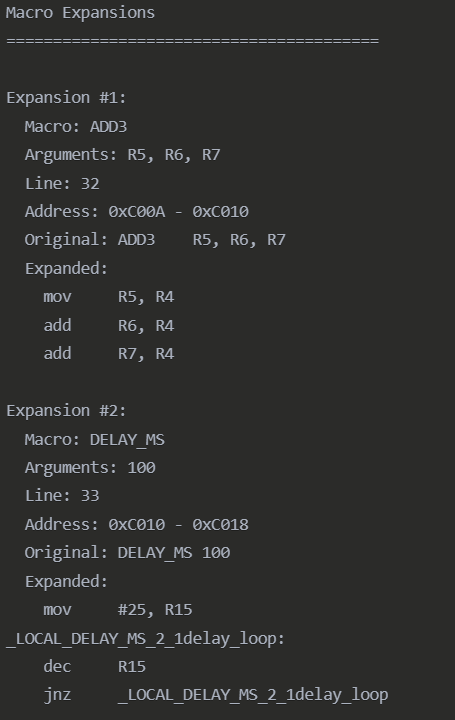 Macro Expansions
========================================
Expansion #1:
Macro: ADD3
Arguments: R5, R6, R7
Line: 32
Address: 0xC00A - 0xC010
Original: ADD3    R5, R6, R7
Expanded:
mov     R5, R4
add     R6, R4
add     R7, R4
Expansion #2:
Macro: DELAY_MS
Arguments: 100
Line: 33
Address: 0xC010 - 0xC018
Original: DELAY_MS 100
Expanded:
mov     #25, R15
_LOCAL_DELAY_MS_2_1delay_loop:
dec     R15
jnz     _LOCAL_DELAY_MS_2_1delay_loop